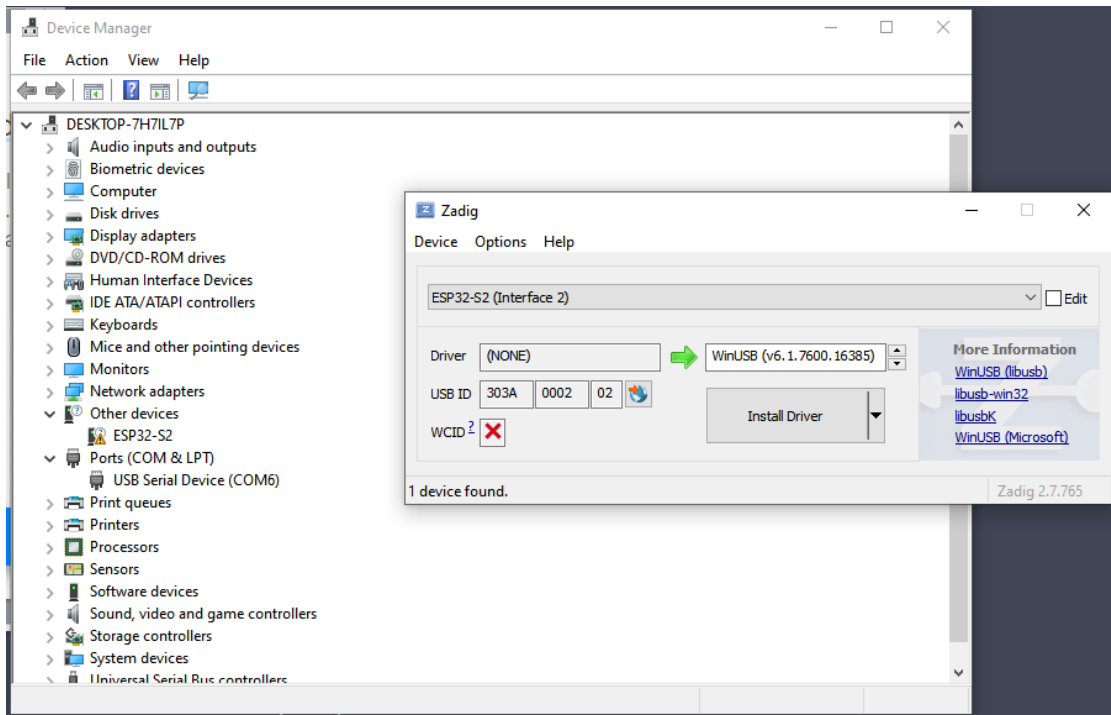 Device Manager
File Action View Help
DESKTOP-7H7IL7P
Audio inputs and outputs
Biometric devices
Computer
Disk drives
Display adapters
DVD/CD-ROM drives
Human Interface Devices
IDE ATA/ATAPI controllers
Keyboards
Mice and other pointing devices
Monitors
Network adapters
Other devices
ESP32-S2
Ports (COM & LPT)
USB Serial Device (COM6)
Print queues
Printers
Processors
Sensors
Software devices
Sound, video and game controllers
Storage controllers
System devices
Universal Serial Bus controllers
Zadig
Device Options Help
ESP32-S2 (Interface 2) Edit
Driver (NONE) WinUSB (v6.1.7600.16385)
USB ID 303A 0002 02
WCID ?
Install Driver
More Information
WinUSB (libusb)
libusb-win32
libusbK
WinUSB (Microsoft)
1 device found. Zadig 2.7.765